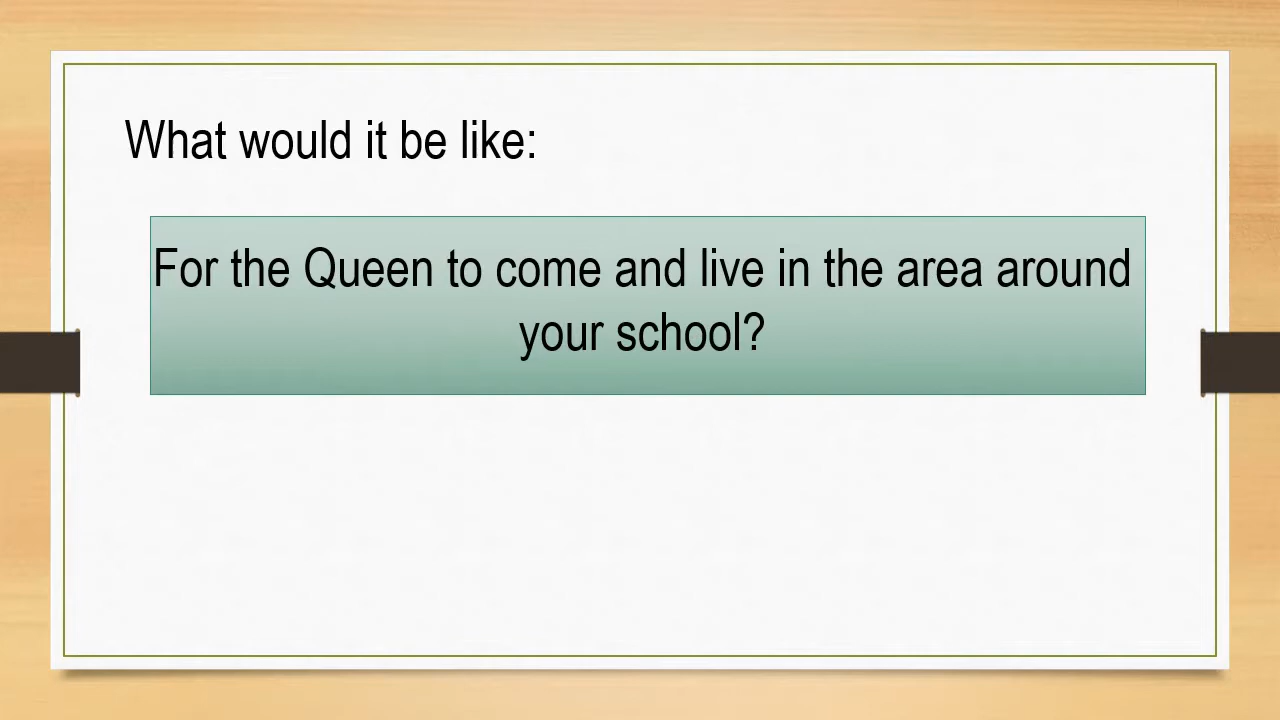 What would it be like:
For the Queen to come and live in the area around
your school?